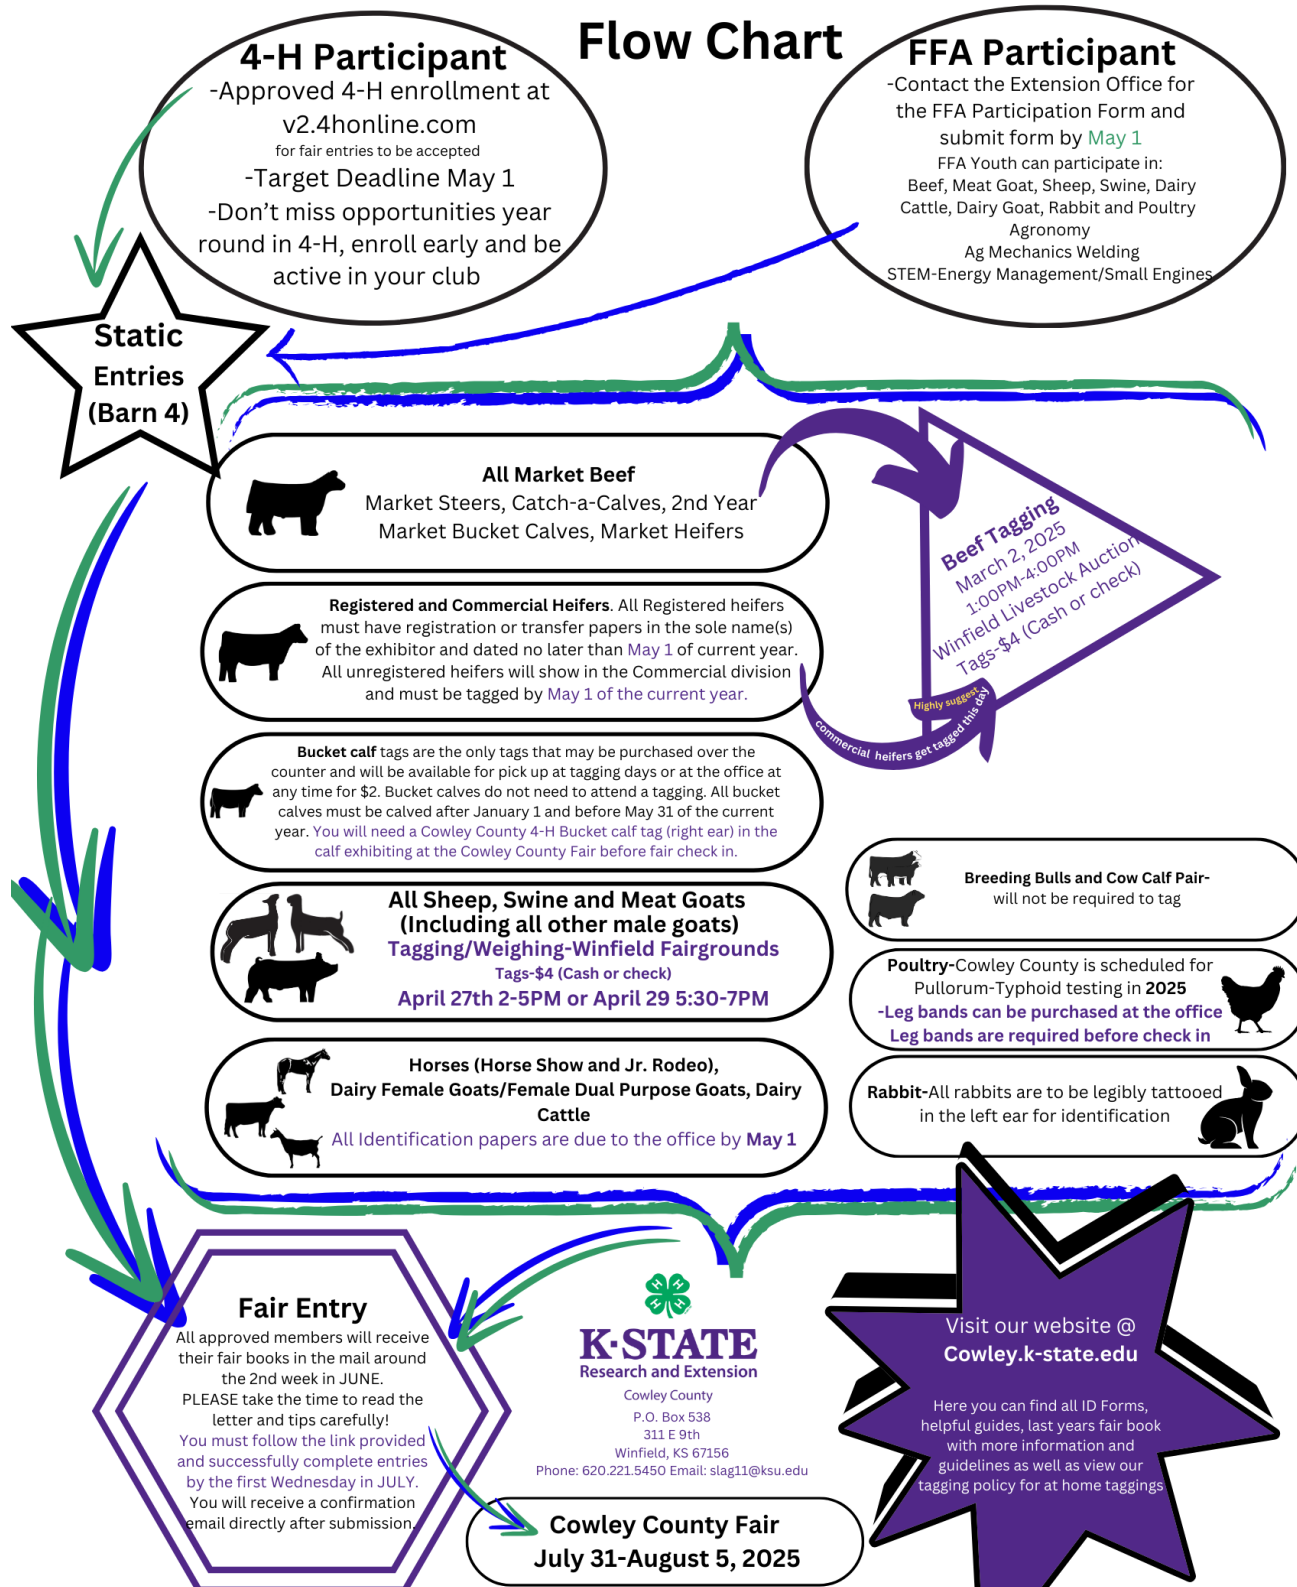 Flow Chart
4-H Participant
-Approved 4-H enrollment at
v2.4honline.com
for fair entries to be accepted
-Target Deadline May 1
-Don’t miss opportunities year
round in 4-H, enroll early and be
active in your club
FFA Participant
-Contact the Extension Office for
the FFA Participation Form and
submit form by May 1
FFA Youth can participate in:
Beef, Meat Goat, Sheep, Swine, Dairy
Cattle, Dairy Goat, Rabbit and Poultry
Agronomy
Ag Mechanics Welding
STEM-Energy Management/Small Engines
Static
Entries
(Barn 4)
All Market Beef
Market Steers, Catch-a-Calves, 2nd Year
Market Bucket Calves, Market Heifers
Beef Tagging
March 2, 2025
1:00PM-4:00PM
Winfield Livestock Auction
Tags-$4 (Cash or check)
Registered and Commercial Heifers. All Registered heifers
must have registration or transfer papers in the sole name(s)
of the exhibitor and dated no later than May 1 of current year.
All unregistered heifers will show in the Commercial division
and must be tagged by May 1 of the current year.
Highly suggest
commercial heifers get tagged this day
Bucket calf tags are the only tags that may be purchased over the
counter and will be available for pick up at tagging days or at the office at
any time for $2. Bucket calves do not need to attend a tagging. All bucket
calves must be calved after January 1 and before May 31 of the current
year. You will need a Cowley County 4-H Bucket calf tag (right ear) in the
calf exhibiting at the Cowley County Fair before fair check in.
All Sheep, Swine and Meat Goats
(Including all other male goats)
Tagging/Weighing-Winfield Fairgrounds
Tags-$4 (Cash or check)
April 27th 2-5PM or April 29 5:30-7PM
Horses (Horse Show and Jr. Rodeo),
Dairy Female Goats/Female Dual Purpose Goats, Dairy
Cattle
All Identification papers are due to the office by May 1
Breeding Bulls and Cow Calf Pair-
will not be required to tag
Poultry-Cowley County is scheduled for
Pullorum-Typhoid testing in 2025
-Leg bands can be purchased at the office
Leg bands are required before check in
Rabbit-All rabbits are to be legibly tattooed
in the left ear for identification
Fair Entry
All approved members will receive
their fair books in the mail around
the 2nd week in JUNE.
PLEASE take the time to read the
letter and tips carefully!
You must follow the link provided
and successfully complete entries
by the first Wednesday in JULY.
You will receive a confirmation
email directly after submission.
H H
H H
K-STATE
Research and Extension
Cowley County
P.O. Box 538
311 E 9th
Winfield, KS 67156
Phone: 620.221.5450 Email: slag11@ksu.edu
Cowley County Fair
July 31-August 5, 2025
Visit our website @
Cowley.k-state.edu
Here you can find all ID Forms,
helpful guides, last years fair book
with more information and
guidelines as well as view our
tagging policy for at home taggings